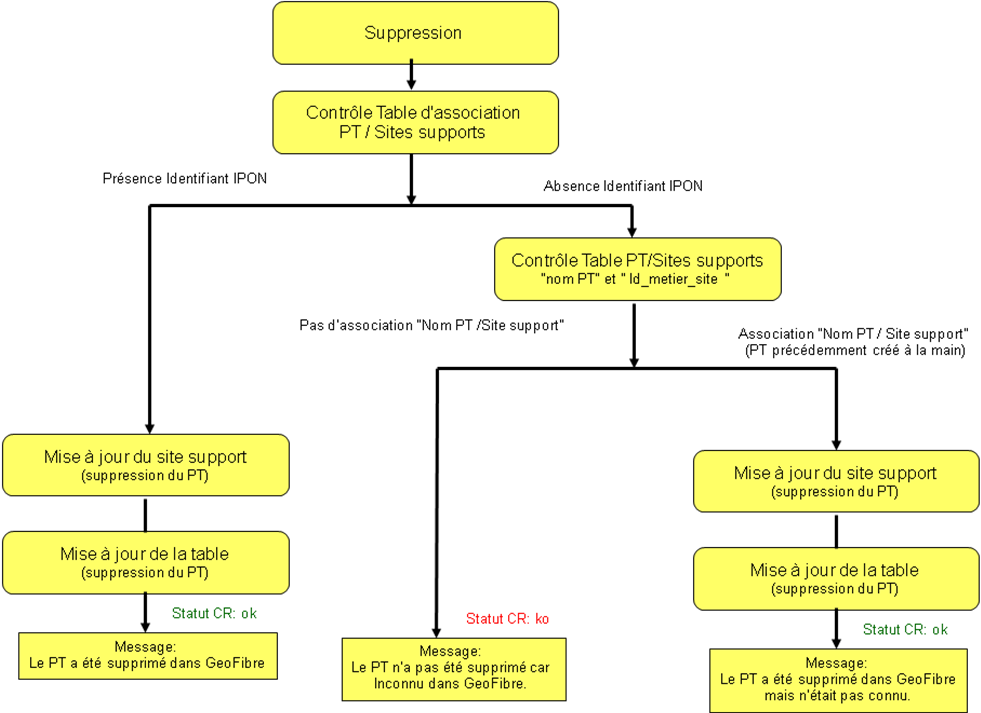 Suppression
Contrôle Table d'association
PT / Sites supports
Présence Identifiant IPON
Absence Identifiant IPON
Contrôle Table PT/Sites supports
"nom PT" et " Id_metier_site "
Pas d'association "Nom PT /Site support"
Association "Nom PT / Site support"
(PT précédemment créé à la main)
Mise à jour du site support
(suppression du PT)
Mise à jour du site support
(suppression du PT)
Mise à jour de la table
(suppression du PT)
Mise à jour de la table
(suppression du PT)
Statut CR: ok
Statut CR: ko
Statut CR: ok
Message:
Le PT a été supprimé dans GeoFibre
Message:
Le PT n'a pas été supprimé car
Inconnu dans GeoFibre.
Message:
Le PT a été supprimé dans GeoFibre
mais n'était pas connu.